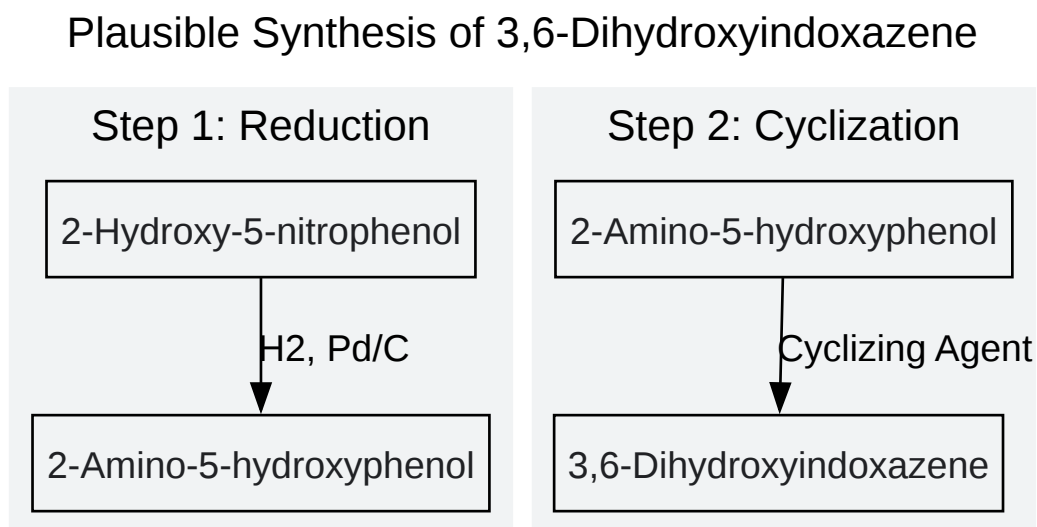 Plausible Synthesis of 3,6-Dihydroxyindoxazene
Step 1: Reduction
2-Hydroxy-5-nitrophenol
H2, Pd/C
2-Amino-5-hydroxyphenol
Step 2: Cyclization
2-Amino-5-hydroxyphenol
Cyclizing Agent
3,6-Dihydroxyindoxazene